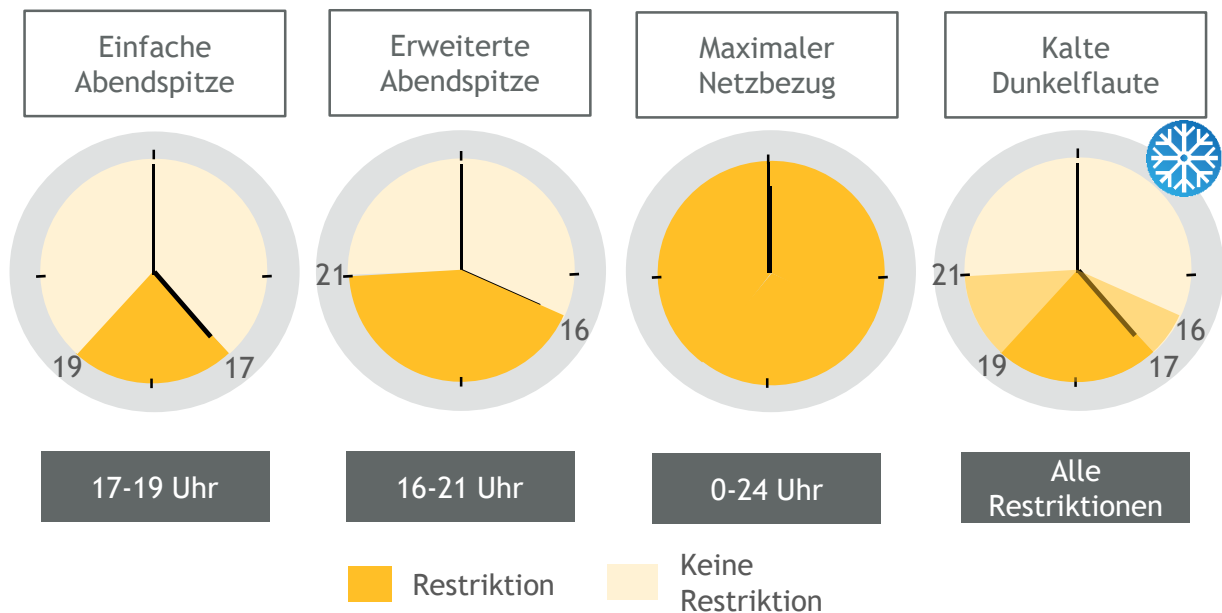 Einfache
Abendspitze
Erweiterte
Abendspitze
Maximaler
Netzbezug
Kalte
Dunkelflaute
19
17
21
16
21
16
19
17
17-19 Uhr
16-21 Uhr
0-24 Uhr
Alle
Restriktionen
Restriktion
Keine
Restriktion